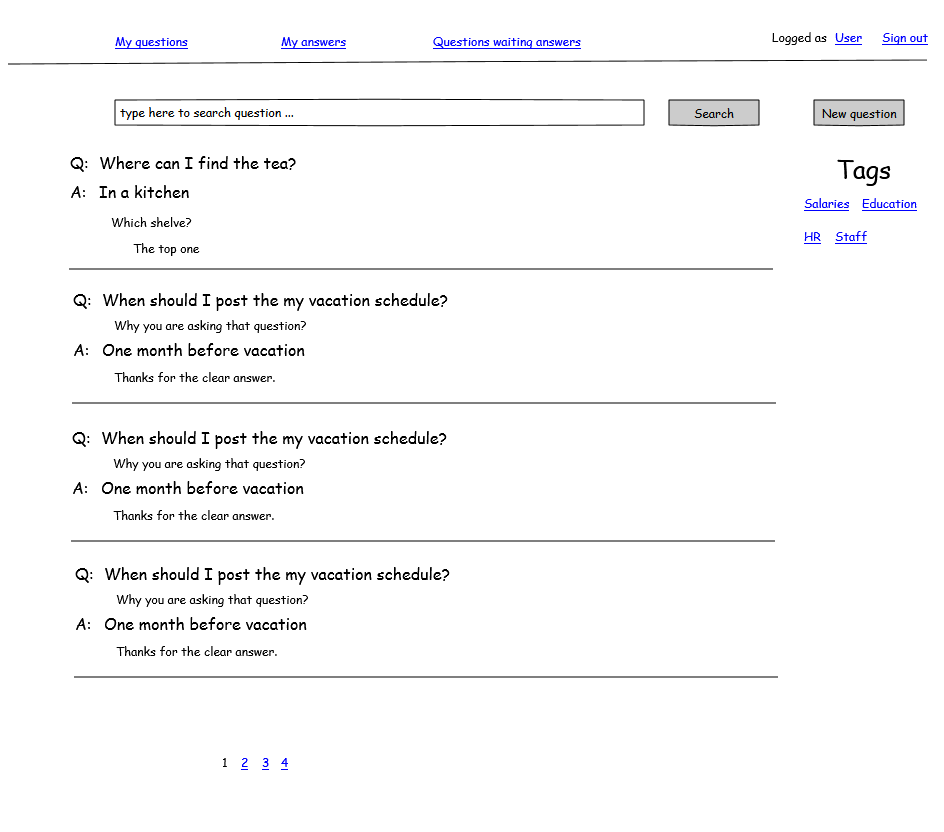 My questions My answers Questions waiting answers Logged as User Sign out
type here to search question ... Search New question
Tags
Salaries Education
HR Staff
Q: Where can I find the tea?
A: In a kitchen
Which shelve?
The top one
Q: When should I post the my vacation schedule?
Why you are asking that question?
A: One month before vacation
Thanks for the clear answer.
Q: When should I post the my vacation schedule?
Why you are asking that question?
A: One month before vacation
Thanks for the clear answer.
Q: When should I post the my vacation schedule?
Why you are asking that question?
A: One month before vacation
Thanks for the clear answer.
1 2 3 4